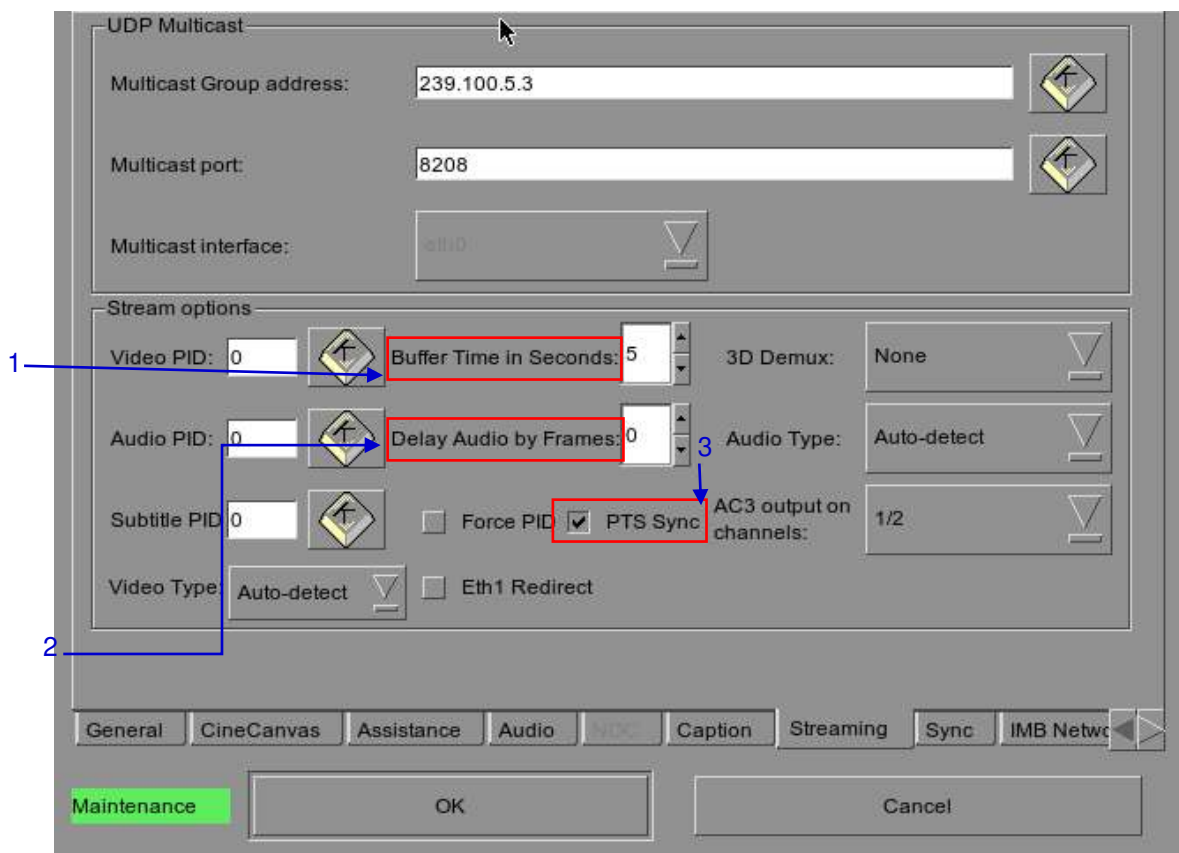 UDP Multicast
Multicast Group address: 239.100.5.3
Multicast port: 8208
Multicast interface: eth0
Stream options
1
Video PID: 0 Buffer Time in Seconds: 5 3D Demux: None
Audio PID: 0 Delay Audio by Frames: 0 3 Audio Type: Auto-detect
Subtitle PID 0 Force PID PTS Sync AC3 output on channels: 1/2
Video Type: Auto-detect Eth1 Redirect
2
General CineCanvas Assistance Audio NOC Caption Streaming Sync IMB Netwo
Maintenance OK Cancel